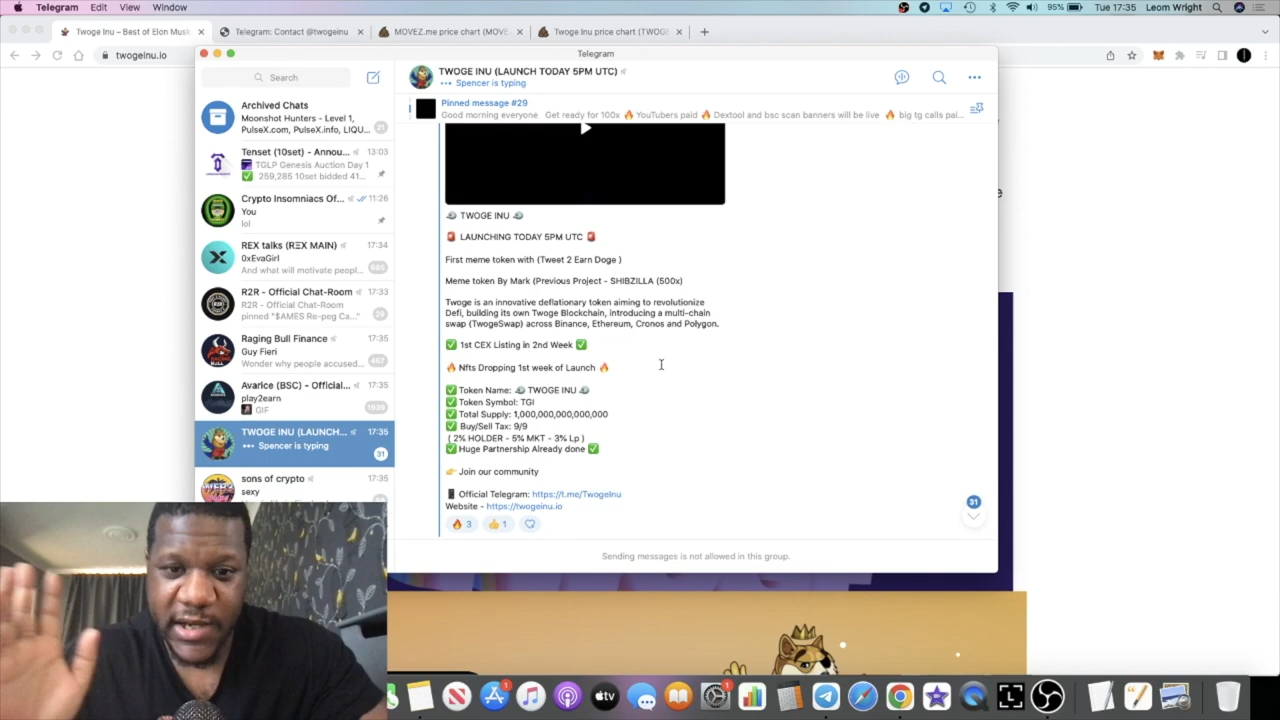 Telegram Edit View Window
95% Tue 17:35 Leom Wright
Twoge Inu – Best of Elon Musk
Telegram: Contact @twogeinu
MOVEZ.me price chart (MOVEZ
Twoge Inu price chart (TWOGE
twogeinu.io
Telegram
Search
Archived Chats
Moonshot Hunters - Level 1,
PulseX.com, PulseX.info, LIQU...
21
Tenset (10set) - Annou...
13:03
TGLP Genesis Auction Day 1
✅ 259,285 10set bidded 41...
Crypto Insomniacs Of...
11:26
You
lol
REX talks (RΞX MAIN)
17:34
0xEvaGirl
And what will motivate peopl...
685
R2R - Official Chat-Room
17:33
R2R - Official Chat-Room
pinned "$AMES Re-peg Ca...
29
Raging Bull Finance
17:35
Guy Fieri
Wonder why people accused...
467
Avarice (BSC) - Official...
17:35
play2earn
GIF
1939
TWOGE INU (LAUNCH...
17:35
••• Spencer is typing
31
sons of crypto
17:35
sexy
TWOGE INU (LAUNCH TODAY 5PM UTC)
••• Spencer is typing
Pinned message #29
Good morning everyone Get ready for 100x 🔥 YouTubers paid 🔥 Dextool and bsc scan banners will be live 🔥 big tg calls pai...
TWOGE INU
🚨 LAUNCHING TODAY 5PM UTC 🚨
First meme token with (Tweet 2 Earn Doge )
Meme token By Mark (Previous Project - SHIBZILLA (500x)
Twoge is an innovative deflationary token aiming to revolutionize
Defi, building its own Twoge Blockchain, introducing a multi-chain
swap (TwogeSwap) across Binance, Ethereum, Cronos and Polygon.
✅ 1st CEX Listing in 2nd Week ✅
🔥 Nfts Dropping 1st week of Launch 🔥
✅ Token Name: TWOGE INU
✅ Token Symbol: TGI
✅ Total Supply: 1,000,000,000,000,000
✅ Buy/Sell Tax: 9/9
( 2% HOLDER - 5% MKT - 3% Lp )
✅ Huge Partnership Already done ✅
👉 Join our community
📱 Official Telegram: https://t.me/TwogeInu
Website - https://twogeinu.io
🔥 3 👍 1
31
Sending messages is not allowed in this group.
e
tv